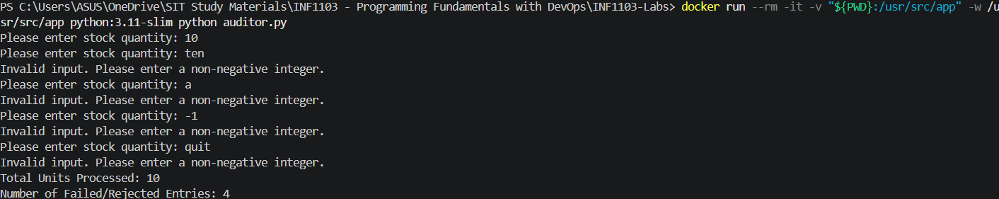 PS C:\Users\ASUS\OneDrive\SIT Study Materials\INF1103 - Programming Fundamentals with DevOps\INF1103-Labs> docker run --rm -it -v "${PWD}:/usr/src/app" -w /u
sr/src/app python:3.11-slim python auditor.py
Please enter stock quantity: 10
Please enter stock quantity: ten
Invalid input. Please enter a non-negative integer.
Please enter stock quantity: a
Invalid input. Please enter a non-negative integer.
Please enter stock quantity: -1
Invalid input. Please enter a non-negative integer.
Please enter stock quantity: quit
Invalid input. Please enter a non-negative integer.
Total Units Processed: 10
Number of Failed/Rejected Entries: 4